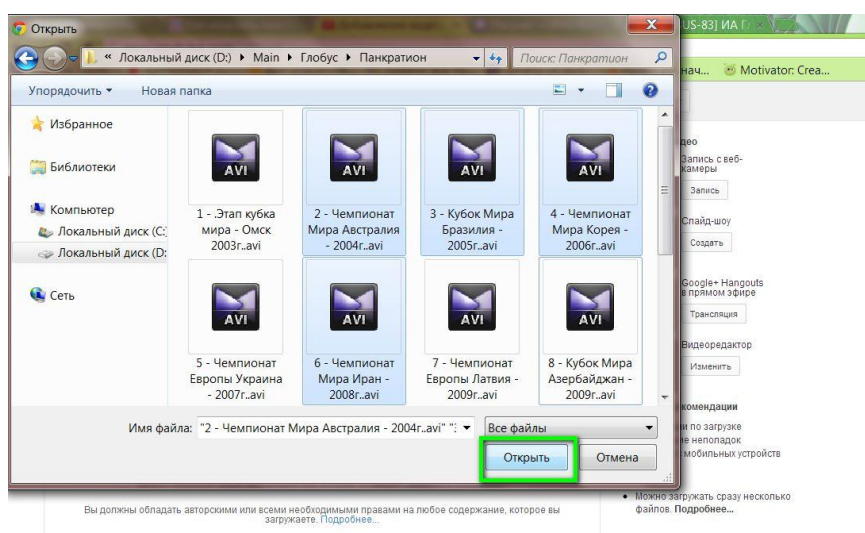 Открыть
US-83] ИА Г
« Локальный диск (D:) Main Глобус Панкратион
Поиск: Панкратион
нач... Motivator: Crea...
Упорядочить Новая папка
Избранное
Библиотеки
Компьютер
Локальный диск (C:
Локальный диск (D:
Сеть
AVI AVI AVI AVI
1 - .Этап кубка 2 - Чемпионат 3 - Кубок Мира 4 - Чемпионат
мира - Омск Мира Австралия Бразилия - Мира Корея -
2003г..avi - 2004г..avi 2005г..avi 2006г..avi
AVI AVI AVI AVI
5 - Чемпионат 6 - Чемпионат 7 - Чемпионат 8 - Кубок Мира
Европы Украина Мира Иран - Европы Латвия - Азербайджан -
- 2007г..avi 2008г..avi 2009г..avi 2009г..avi
Имя файла: "2 - Чемпионат Мира Австралия - 2004г..avi" "
Все файлы
Открыть Отмена
део
Запись с веб-
камеры
Запись
Слайд-шоу
Создать
Google+ Hangouts
в прямом эфире
Трансляция
Видеоредактор
Изменить
комендации
и по загрузке
ие неполадок
мобильных устройств
• Можно загружать сразу несколько
файлов. Подробнее...
Вы должны обладать авторскими или всеми необходимыми правами на любое содержание, которое вы
загружаете. Подробнее...